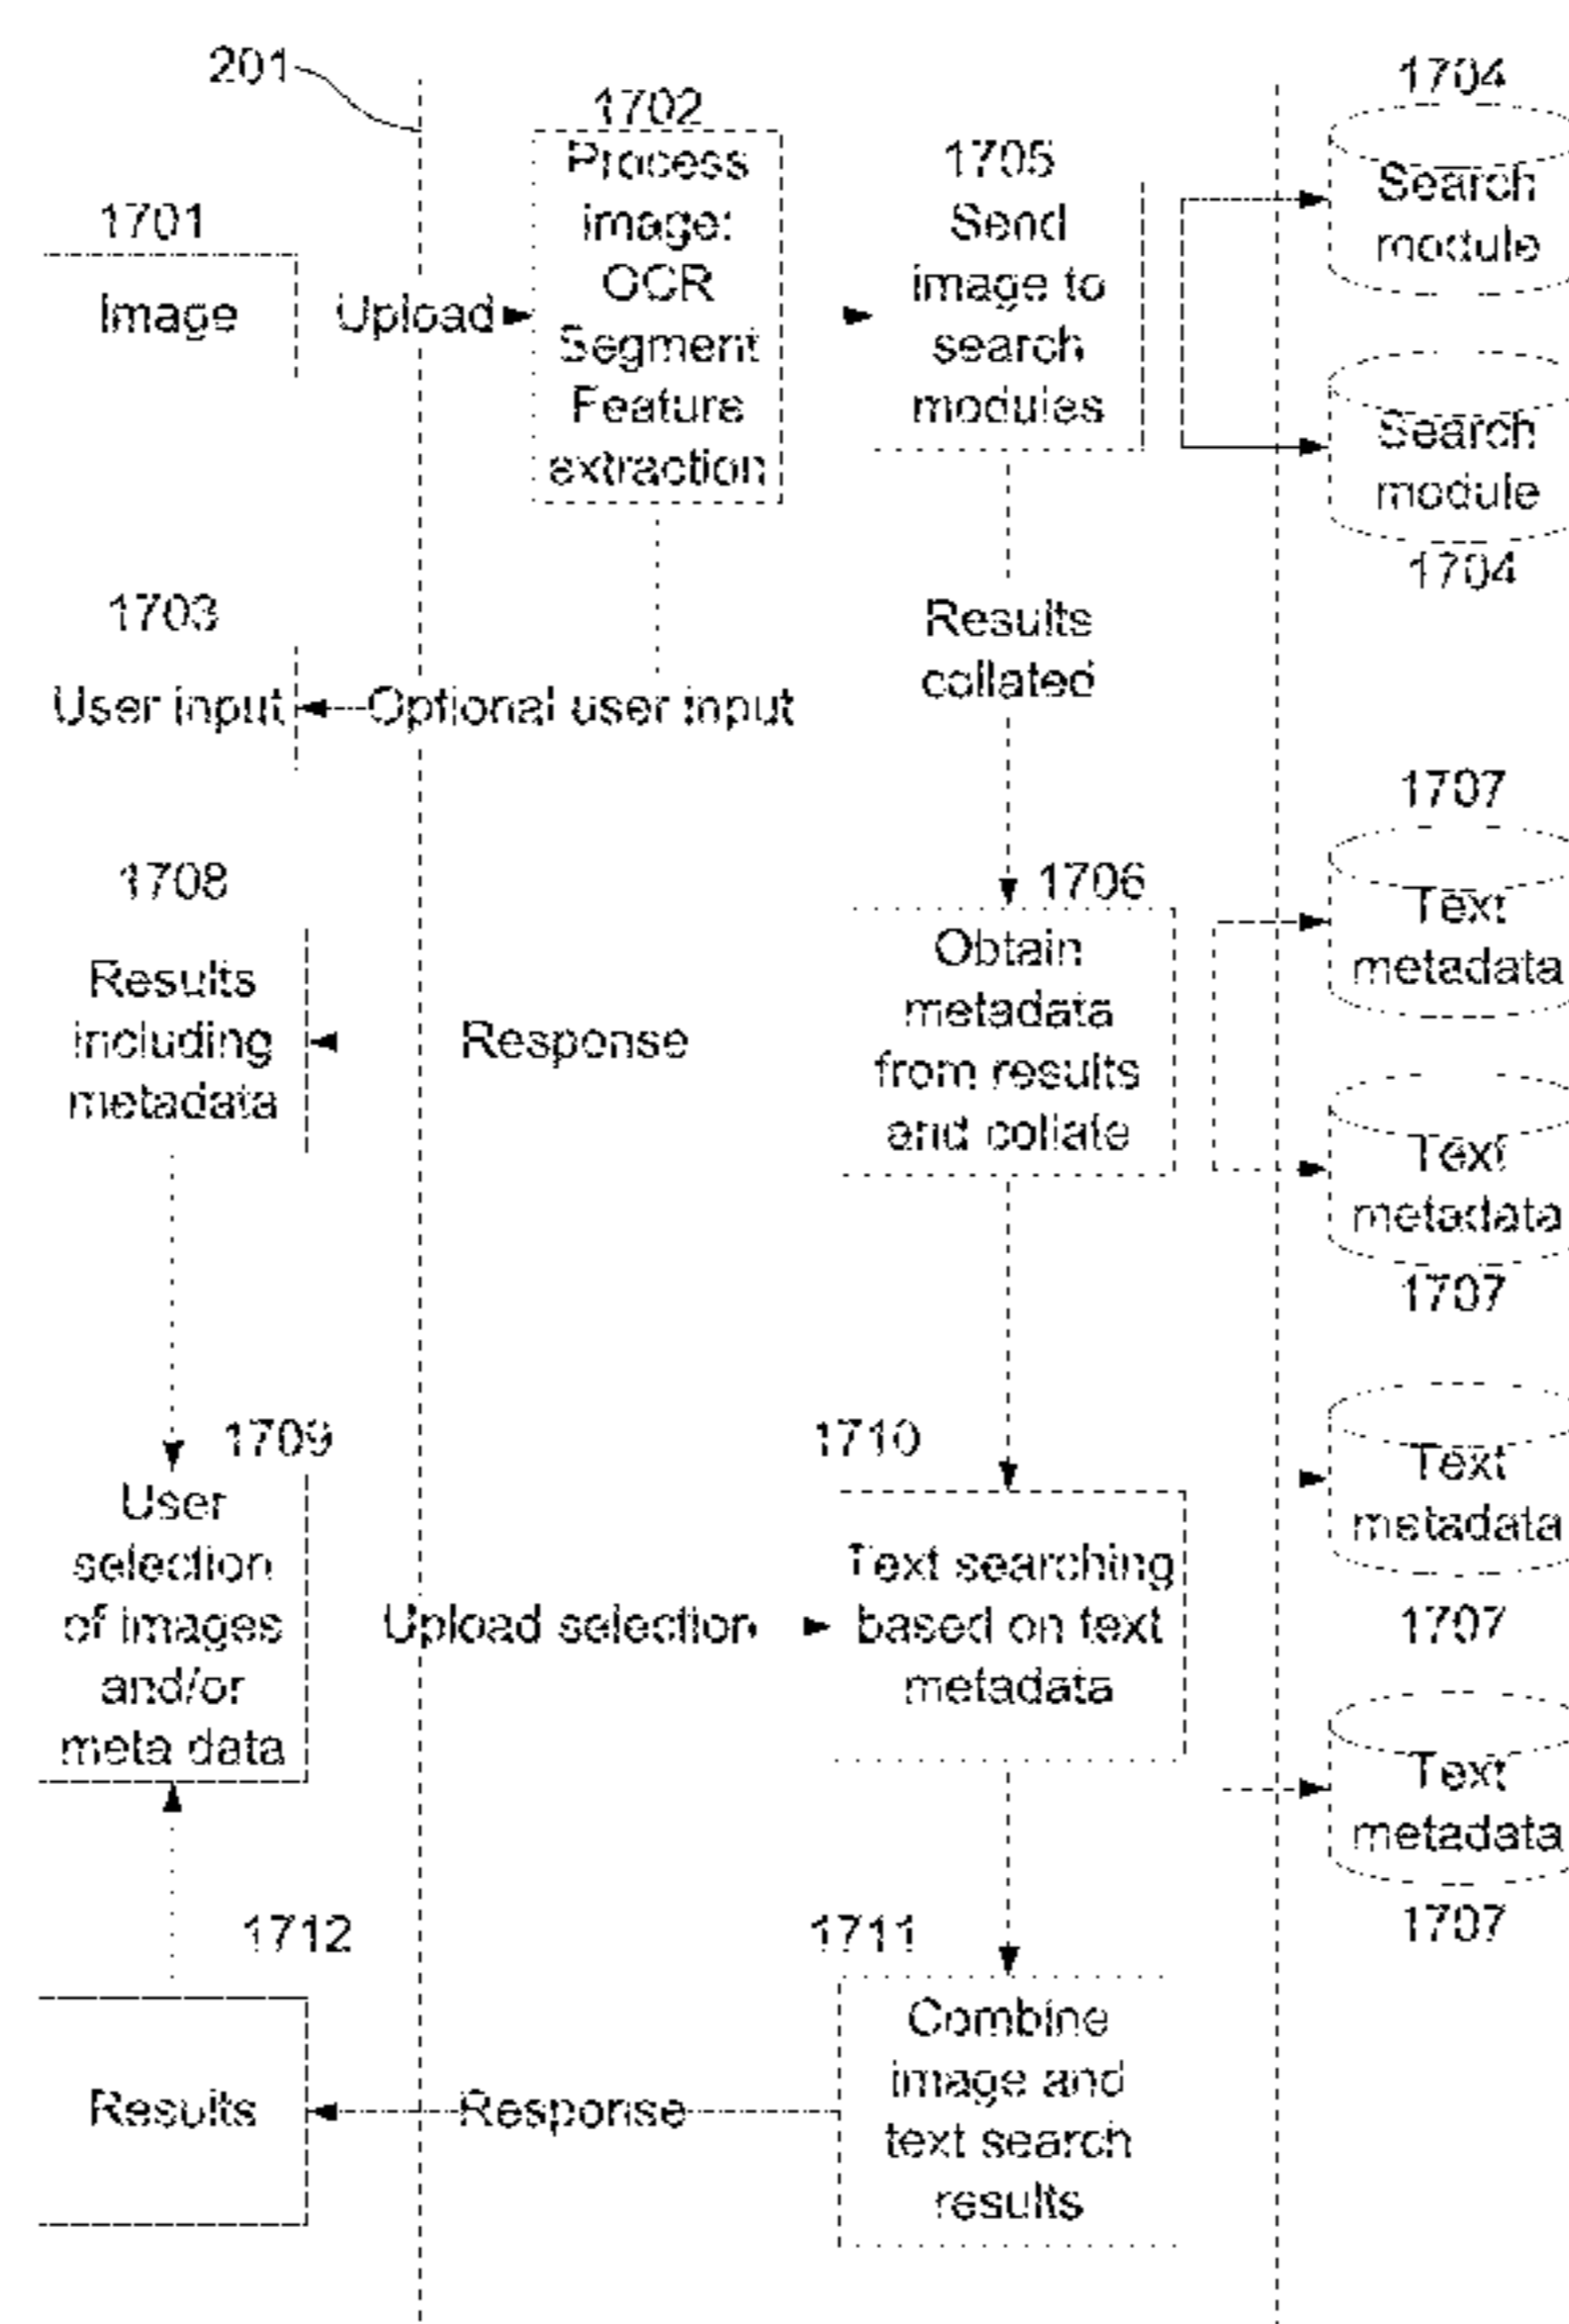 201
1701
Image
Upload
1702
Process
image:
OCR
Segment
Feature
extraction
1705
Send
image to
search
modules
1704
Search
module
Search
module
1704
1703
User input
Optional user input
Results
collated
1708
Results
including
metadata
Response
1706
Obtain
metadata
from results
and collate
1707
Text
metadata
Text
metadata
1707
1709
User
selection
of images
and/or
meta data
Upload selection
1710
Text searching
based on text
metadata
Text
metadata
1707
Text
metadata
1707
1712
Results
Response
1711
Combine
image and
text search
results